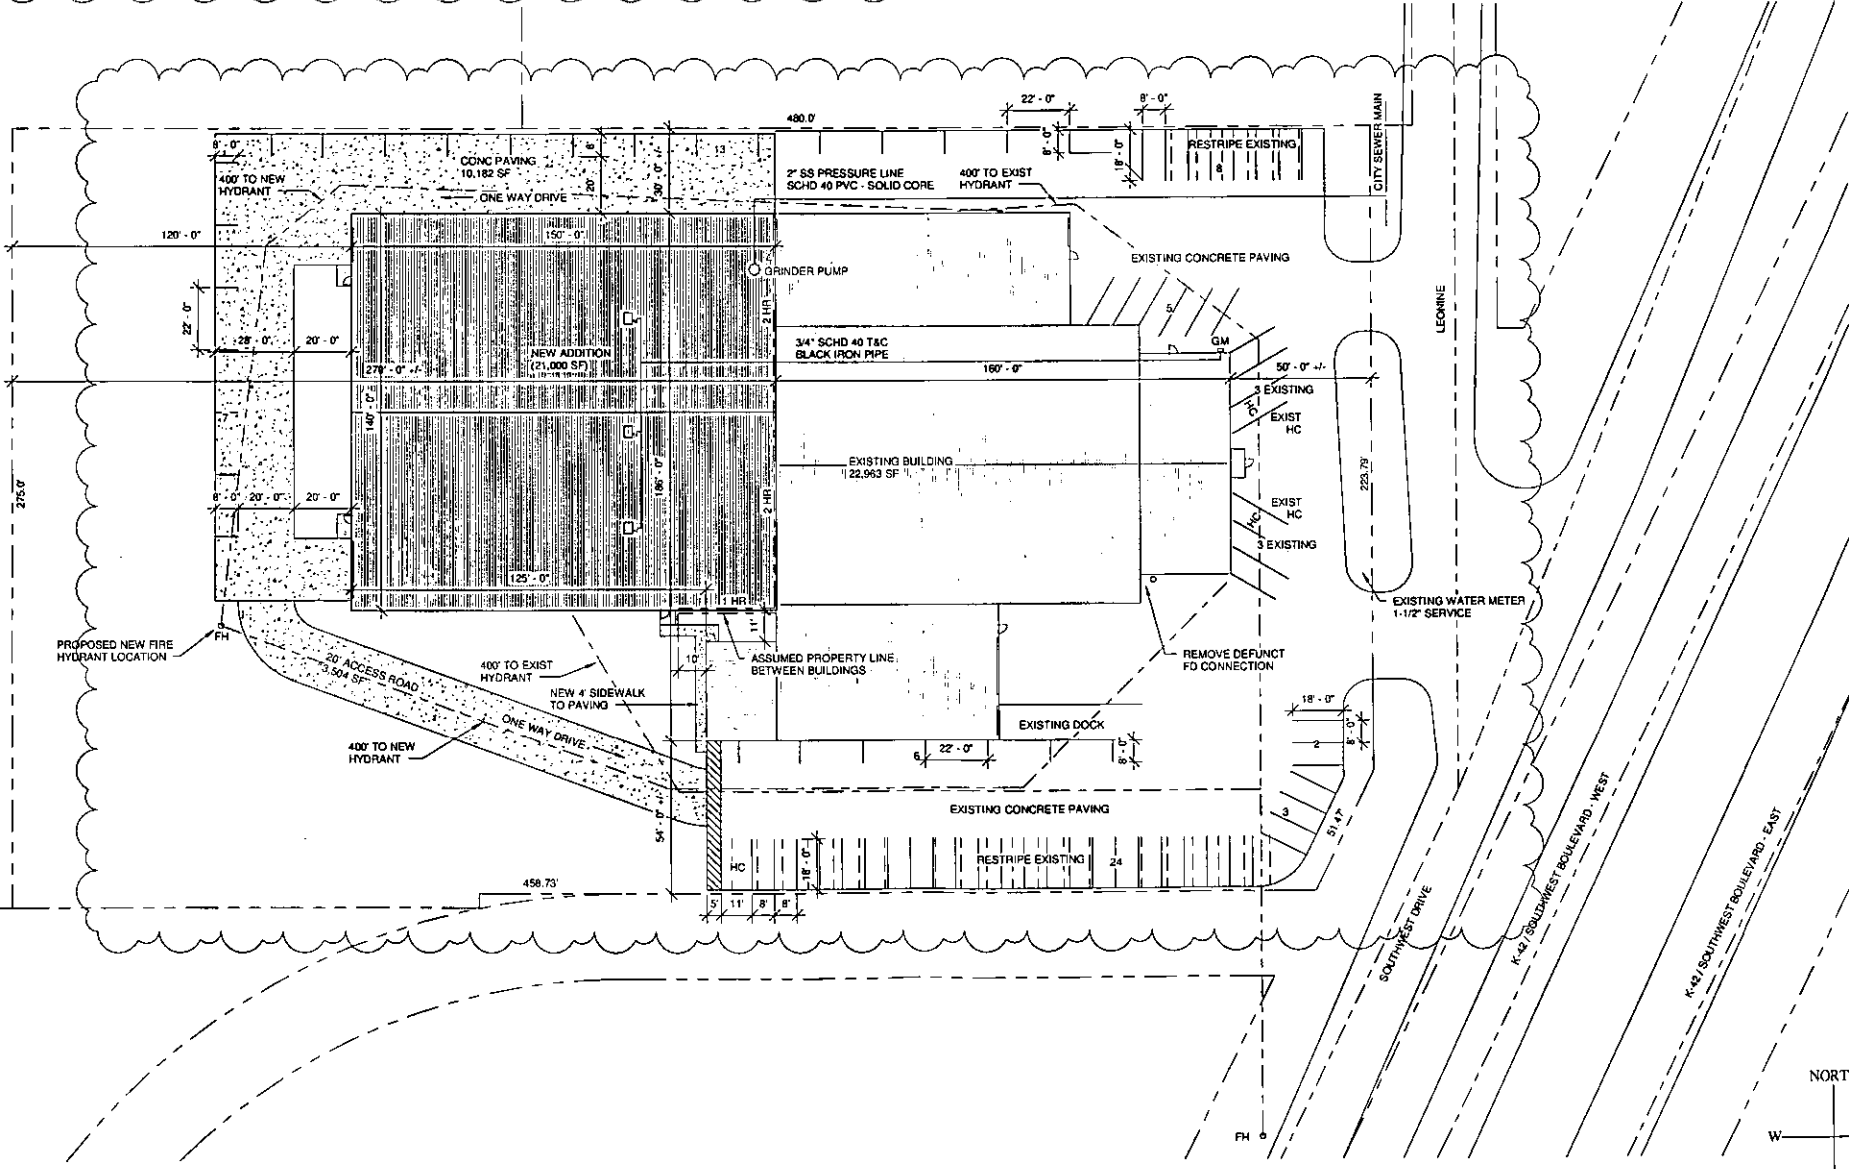 22' - 0"
8' - 0"
480.0'
CITY SEWER MAIN
8' - 0"
CONC PAVING
10,182 SF
6'
13
8' - 0"
18' - 0"
RESTRIPE EXISTING
8
400' TO NEW
HYDRANT
ONE WAY DRIVE
20'
30' - 0" +/-
2" SS PRESSURE LINE
SCHD 40 PVC - SOLID CORE
400' TO EXIST
HYDRANT
120' - 0"
150' - 0"
GRINDER PUMP
EXISTING CONCRETE PAVING
LEONINE
22' - 0"
2 HR
5
28' - 0"
20' - 0"
NEW ADDITION
(21,000 SF)
3/4" SCHD 40 T&C
BLACK IRON PIPE
GM
270' - 0" +/-
160' - 0"
50' - 0" +/-
140' - 0"
3 EXISTING
HC
EXIST
HC
186' - 0"
EXISTING BUILDING
22,963 SF
223.79'
275.0'
8' - 0"
20' - 0"
20' - 0"
2 HR
EXIST
HC
HC
3 EXISTING
125' - 0"
1 HR
EXISTING WATER METER
1-1/2" SERVICE
11'
PROPOSED NEW FIRE
HYDRANT LOCATION
FH
20' ACCESS ROAD
3,504 SF
400' TO EXIST
HYDRANT
10'
ASSUMED PROPERTY LINE
BETWEEN BUILDINGS
REMOVE DEFUNCT
FD CONNECTION
NEW 4' SIDEWALK
TO PAVING
18' - 0"
ONE WAY DRIVE
EXISTING DOCK
8' - 0"
2
400' TO NEW
HYDRANT
6
22' - 0"
8' - 0"
EXISTING CONCRETE PAVING
3
51.47'
54' - 0"
HC
18' - 0"
RESTRIPE EXISTING
24
458.73'
5'
11'
8'
8'
SOUTHWEST DRIVE
K-42 / SOUTHWEST BOULEVARD - WEST
K-42 / SOUTHWEST BOULEVARD - EAST
FH
NORT
W